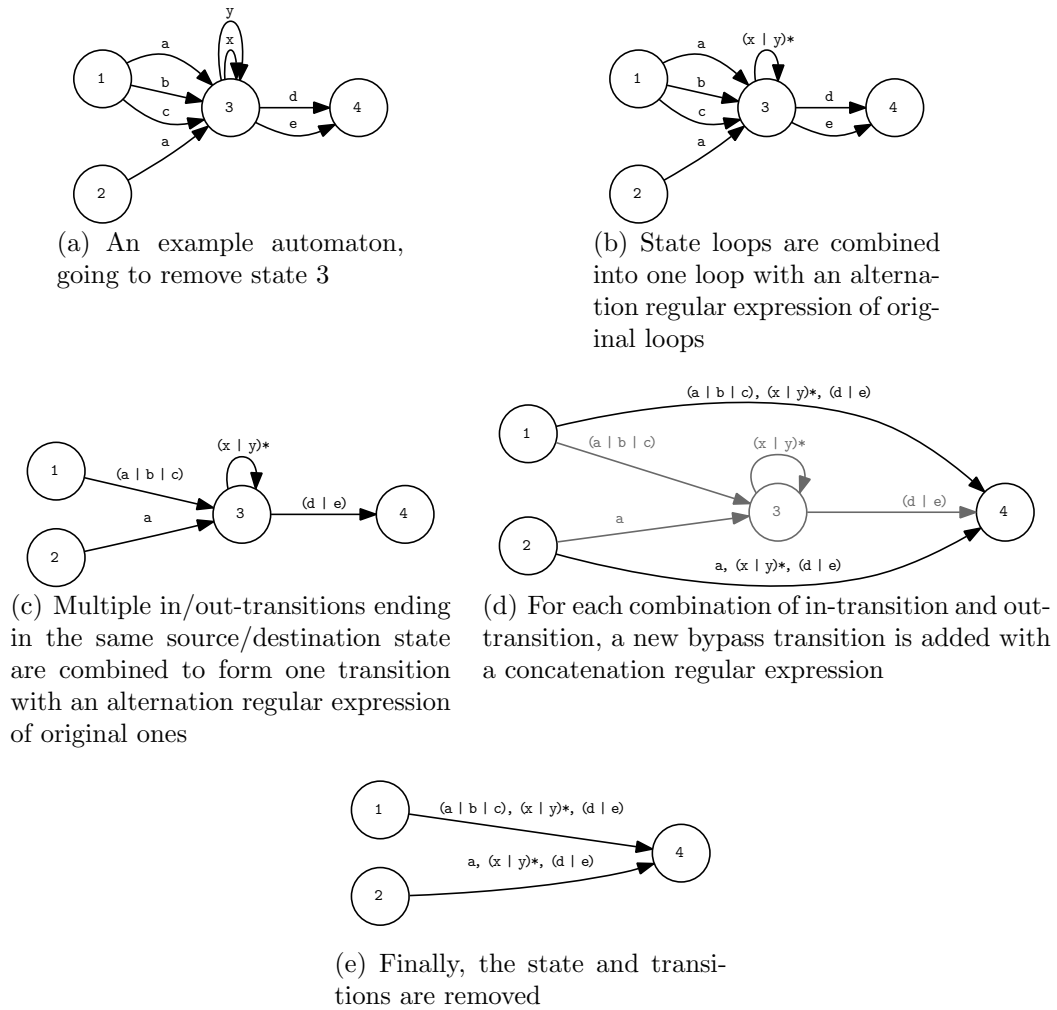 y
x
a
1
b
c
3
d
e
4
a
2
(a) An example automaton,
going to remove state 3
(x | y)*
a
1
b
c
3
d
e
4
a
2
(b) State loops are combined
into one loop with an alterna-
tion regular expression of orig-
inal loops
(x | y)*
1
(a | b | c)
3
(d | e)
4
a
2
(c) Multiple in/out-transitions ending
in the same source/destination state
are combined to form one transition
with an alternation regular expression
of original ones
(a | b | c), (x | y)*, (d | e)
1
(a | b | c)
(x | y)*
3
(d | e)
4
a
2
a, (x | y)*, (d | e)
(d) For each combination of in-transition and out-
transition, a new bypass transition is added with
a concatenation regular expression
1
(a | b | c), (x | y)*, (d | e)
4
a, (x | y)*, (d | e)
2
(e) Finally, the state and transi-
tions are removed